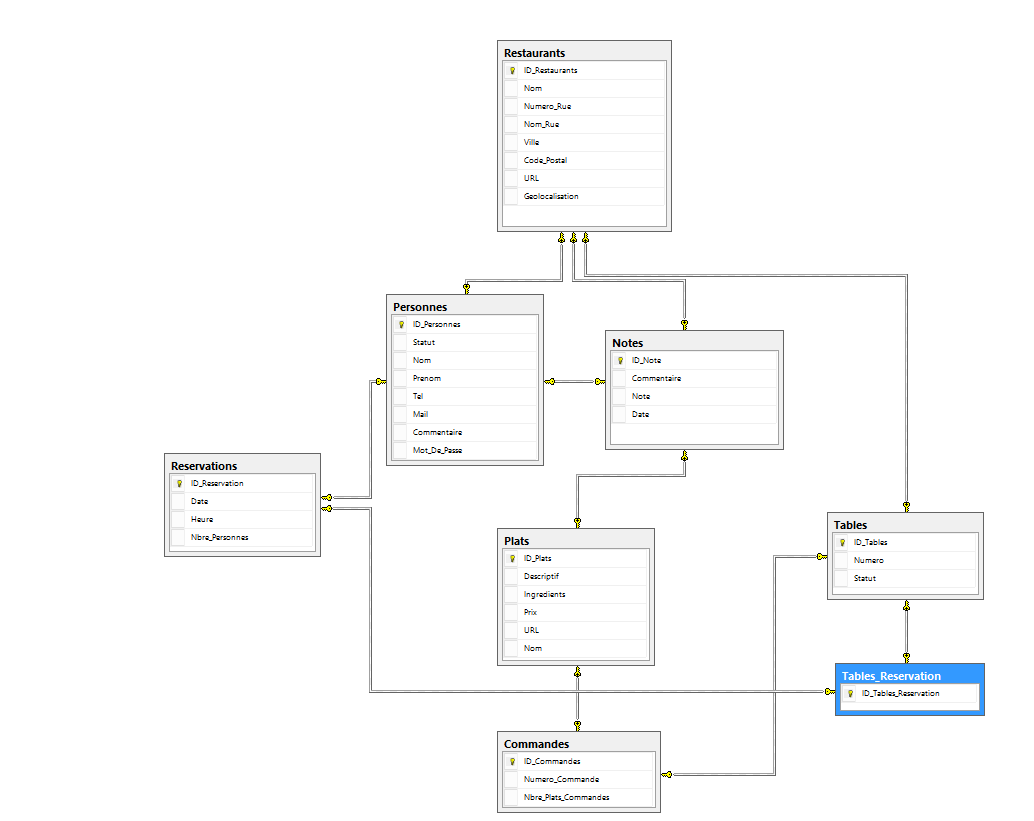 Restaurants
ID_Restaurants
Nom
Numero_Rue
Nom_Rue
Ville
Code_Postal
URL
Geolocalisation
Personnes
ID_Personnes
Statut
Nom
Prenom
Tel
Mail
Commentaire
Mot_De_Passe
Notes
ID_Note
Commentaire
Note
Date
Reservations
ID_Reservation
Date
Heure
Nbre_Personnes
Plats
ID_Plats
Descriptif
Ingredients
Prix
URL
Nom
Tables
ID_Tables
Numero
Statut
Tables_Reservation
ID_Tables_Reservation
Commandes
ID_Commandes
Numero_Commande
Nbre_Plats_Commandes